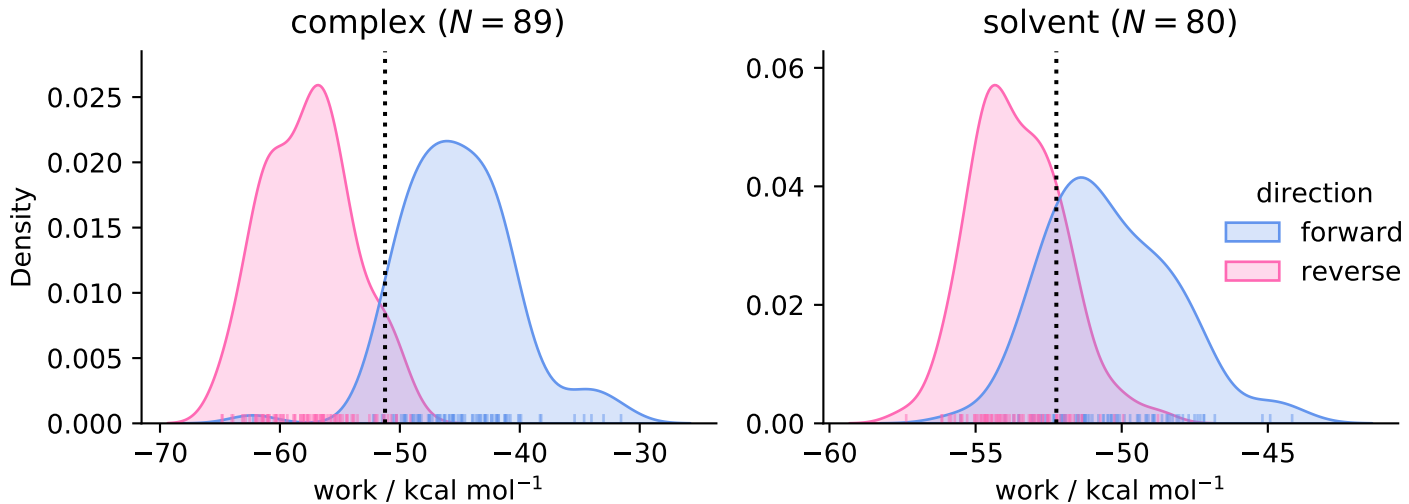 complex (N = 89)
Density
0.025
0.020
0.015
0.010
0.005
0.000
−70
−60
−50
−40
−30
work / kcal mol⁻¹
solvent (N = 80)
0.06
0.04
0.02
0.00
−60
−55
−50
−45
work / kcal mol⁻¹
direction
forward
reverse